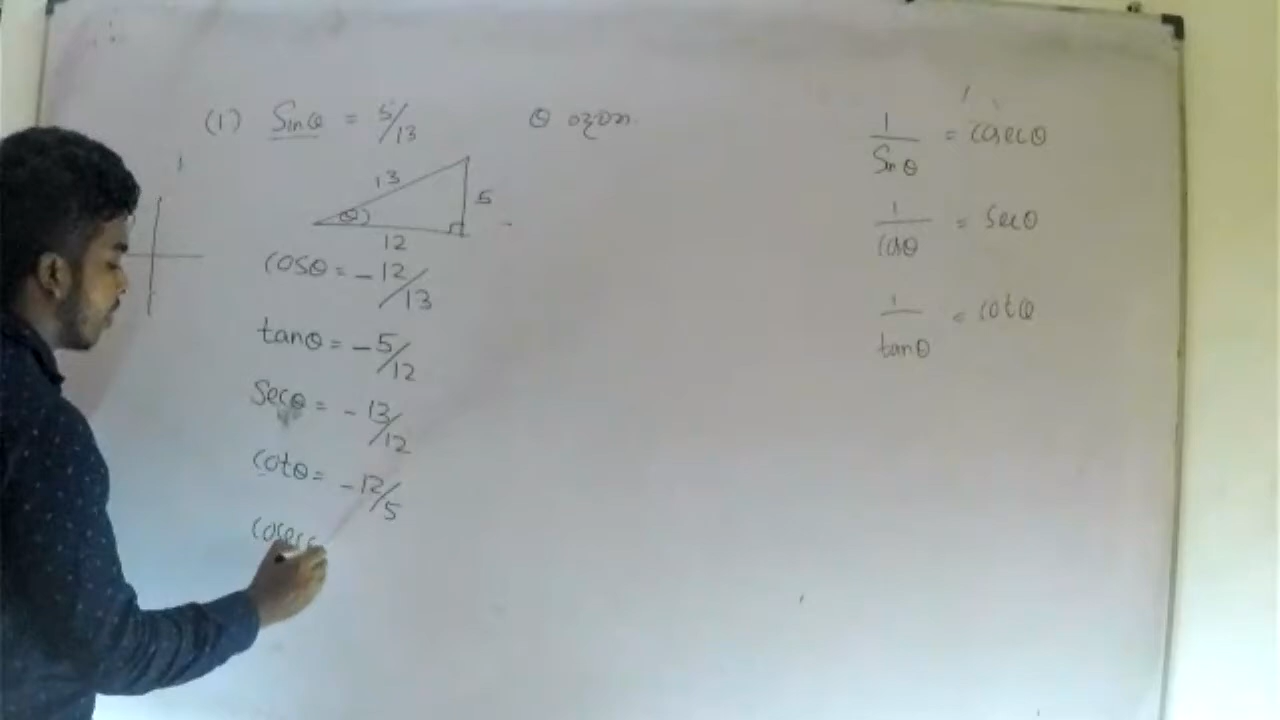 (1) Sinθ = 5/13 θ
13
5
θ
12
cosθ = -12/13
tanθ = -5/12
Secθ = -13/12
cotθ = -12/5
cosec
1/Sinθ = cosecθ
1/cosθ = secθ
1/tanθ = cotθ